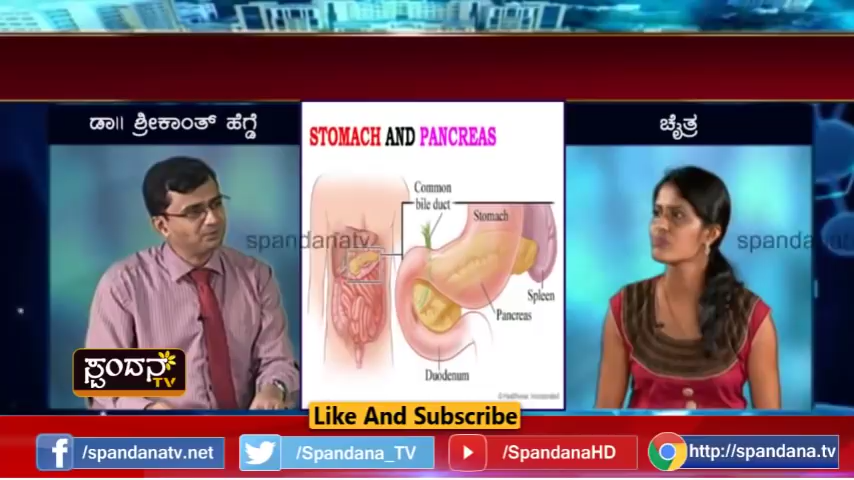 ಡಾ।। ಶ್ರೀಕಾಂತ್ ಹೆಗ್ಡೆ
ಚೈತ್ರ
STOMACH AND PANCREAS
Common
bile duct
Stomach
Spleen
Pancreas
Duodenum
spandanatv
spandana
ಸ್ಪಂದನ
TV
Like And Subscribe
/spandanatv.net
/Spandana_TV
/SpandanaHD
http://spandana.tv